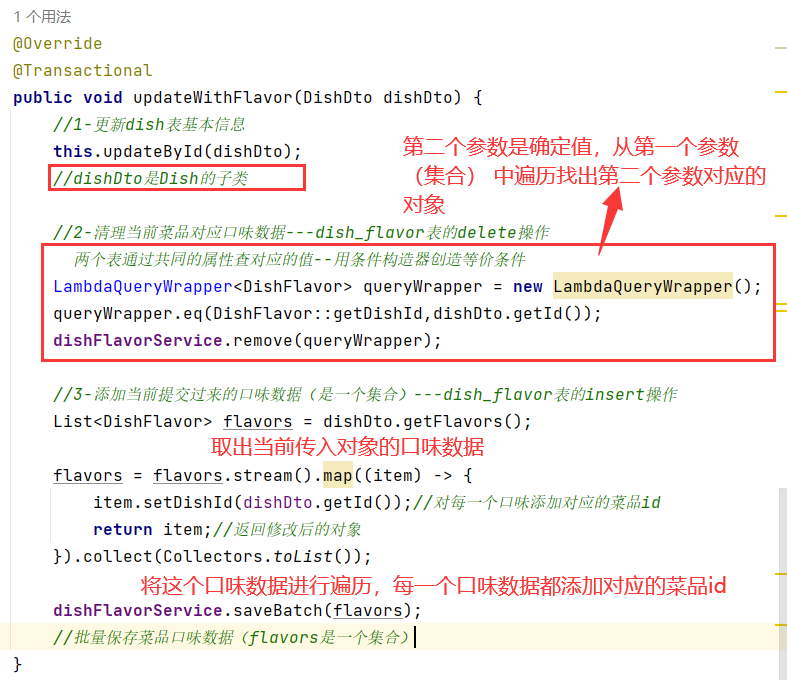 1 个用法
@Override
@Transactional
public void updateWithFlavor(DishDto dishDto) {
//1-更新dish表基本信息
this.updateById(dishDto);
//dishDto是Dish的子类
第二个参数是确定值，从第一个参数
（集合） 中遍历找出第二个参数对应的
对象
//2-清理当前菜品对应口味数据---dish_flavor表的delete操作
两个表通过共同的属性查对应的值--用条件构造器创造等价条件
LambdaQueryWrapper<DishFlavor> queryWrapper = new LambdaQueryWrapper();
queryWrapper.eq(DishFlavor::getDishId,dishDto.getId());
dishFlavorService.remove(queryWrapper);
//3-添加当前提交过来的口味数据（是一个集合）---dish_flavor表的insert操作
List<DishFlavor> flavors = dishDto.getFlavors();
取出当前传入对象的口味数据
flavors = flavors.stream().map((item) -> {
item.setDishId(dishDto.getId());//对每一个口味添加对应的菜品id
return item;//返回修改后的对象
}).collect(Collectors.toList());
将这个口味数据进行遍历，每一个口味数据都添加对应的菜品id
dishFlavorService.saveBatch(flavors);
//批量保存菜品口味数据（flavors是一个集合）
}